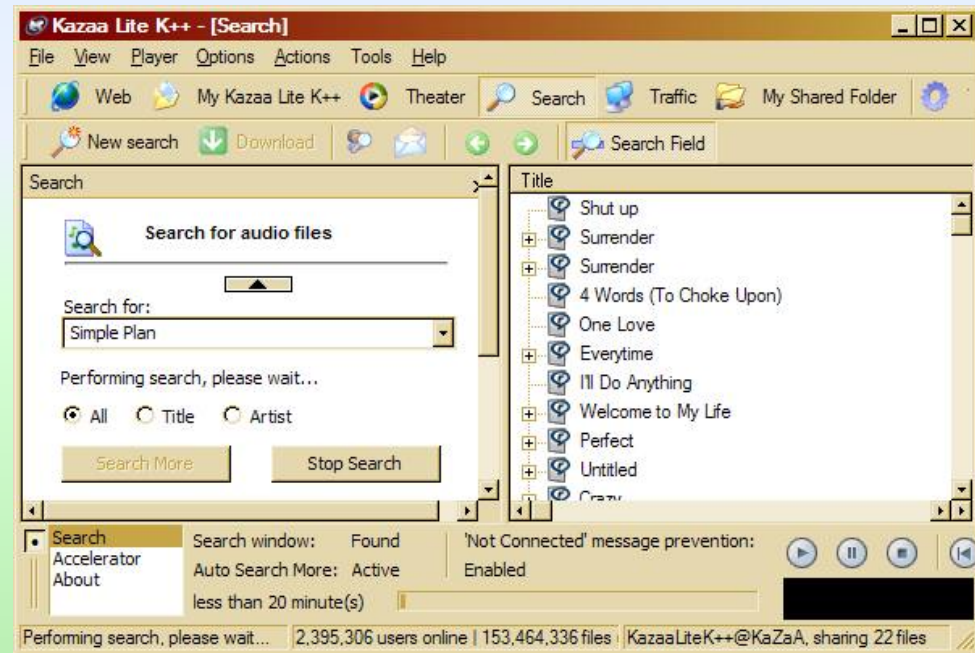 Kazaa Lite K++ - [Search]
File View Player Options Actions Tools Help
Web My Kazaa Lite K++ Theater Search Traffic My Shared Folder
New search Download Search Field
Search
Title
Search for audio files
Search for:
Simple Plan
Performing search, please wait...
All Title Artist
Search More Stop Search
Shut up
Surrender
Surrender
4 Words (To Choke Upon)
One Love
Everytime
I'll Do Anything
Welcome to My Life
Perfect
Untitled
Crazy
Search
Accelerator
About
Search window: Found
Auto Search More: Active
less than 20 minute(s)
'Not Connected' message prevention:
Enabled
Performing search, please wait... 2,395,306 users online | 153,464,336 files KazaaLiteK++@KaZaA, sharing 22 files